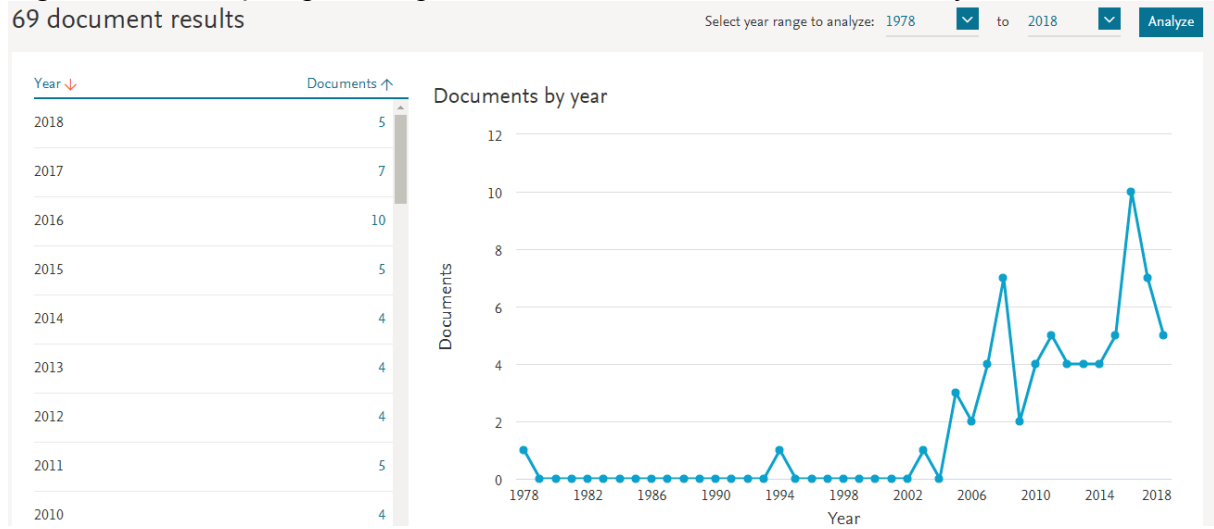 69 document results
Select year range to analyze: 1978 to 2018 Analyze
Year Documents
2018 5
2017 7
2016 10
2015 5
2014 4
2013 4
2012 4
2011 5
2010 4
Documents by year
12
10
8
6
4
2
0
Documents
1978 1982 1986 1990 1994 1998 2002 2006 2010 2014 2018
Year